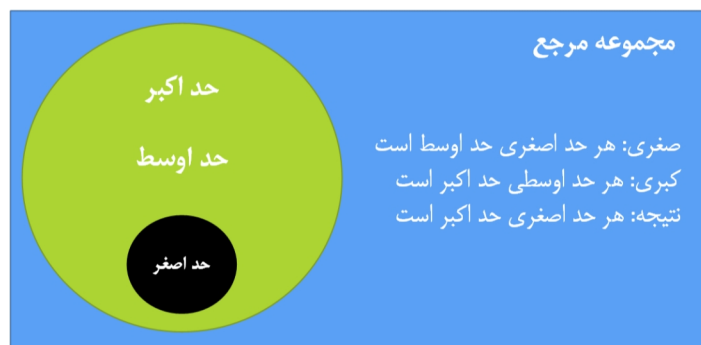 مجموعه مرجع
صغری: هر حد اصغری حد اوسط است
کبری: هر حد اوسطی حد اکبر است
نتیجه: هر حد اصغری حد اکبر است
حد اکبر
حد اوسط
حد اصغر